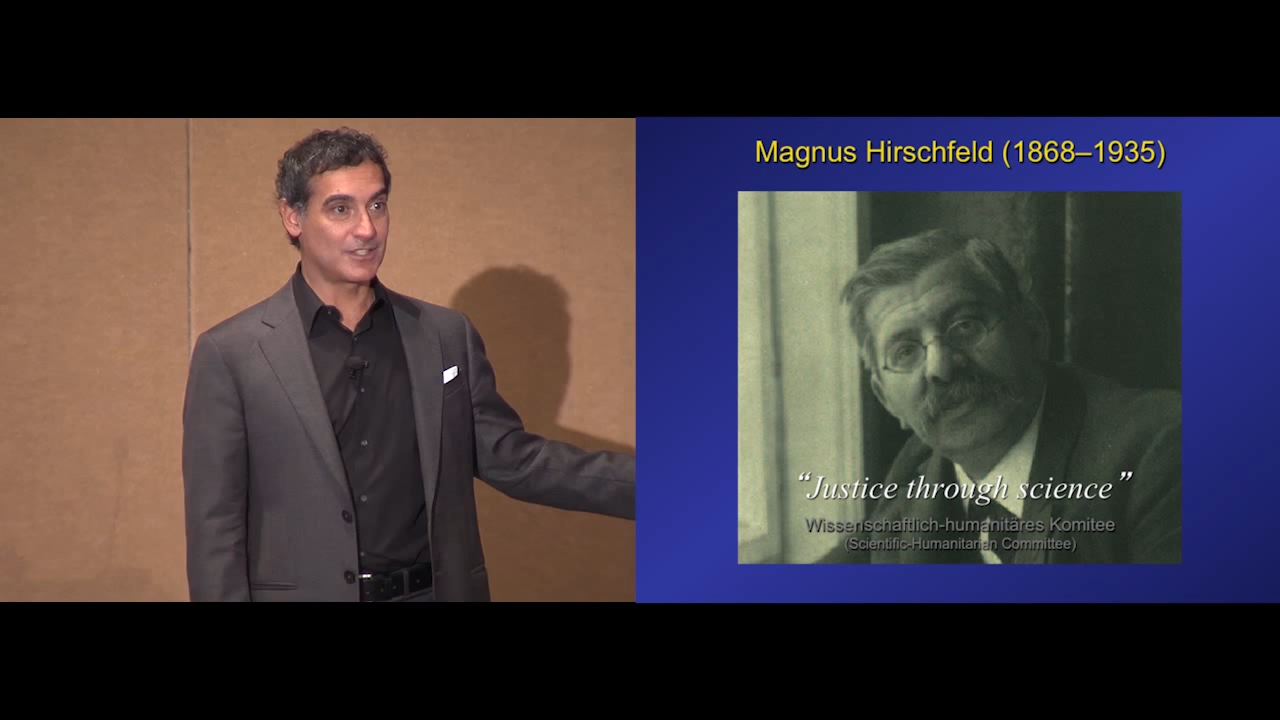 Magnus Hirschfeld (1868–1935)
“Justice through science”
Wissenschaftlich-humanitäres Komitee
(Scientific-Humanitarian Committee)